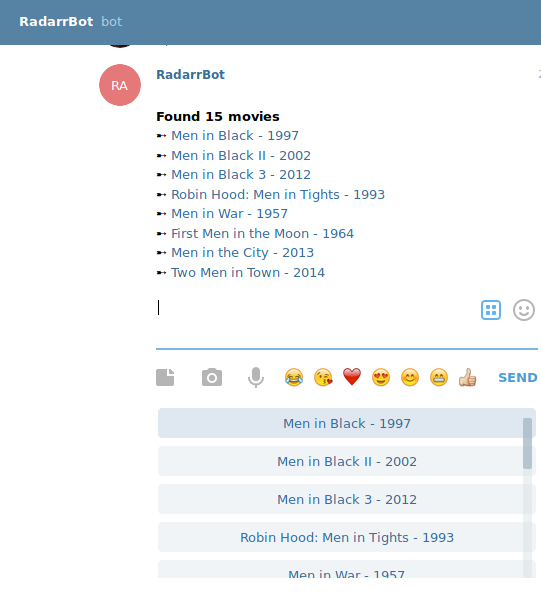 RadarrBot bot
RA
RadarrBot
Found 15 movies
➸ Men in Black - 1997
➸ Men in Black II - 2002
➸ Men in Black 3 - 2012
➸ Robin Hood: Men in Tights - 1993
➸ Men in War - 1957
➸ First Men in the Moon - 1964
➸ Men in the City - 2013
➸ Two Men in Town - 2014
SEND
Men in Black - 1997
Men in Black II - 2002
Men in Black 3 - 2012
Robin Hood: Men in Tights - 1993
Men in War - 1957